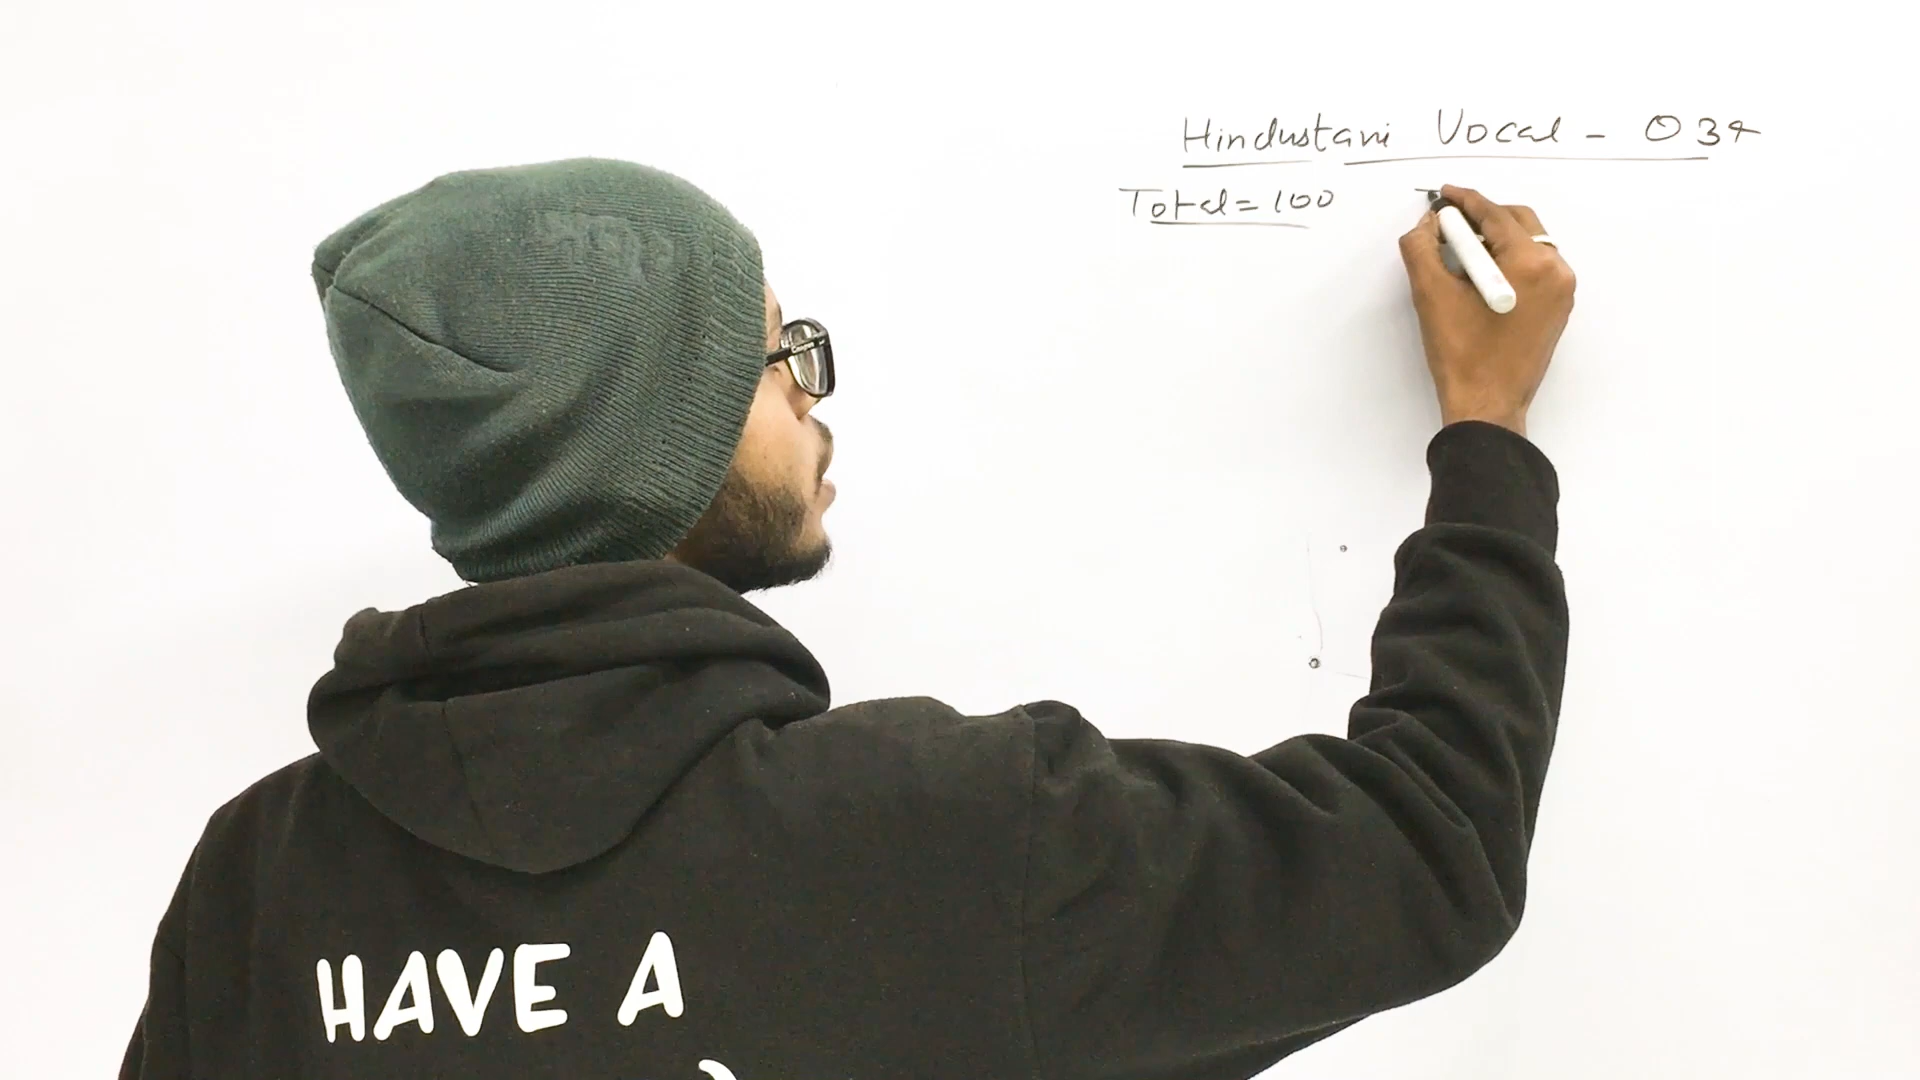 Hindustani Vocal - 034
Total = 100
HAVE A